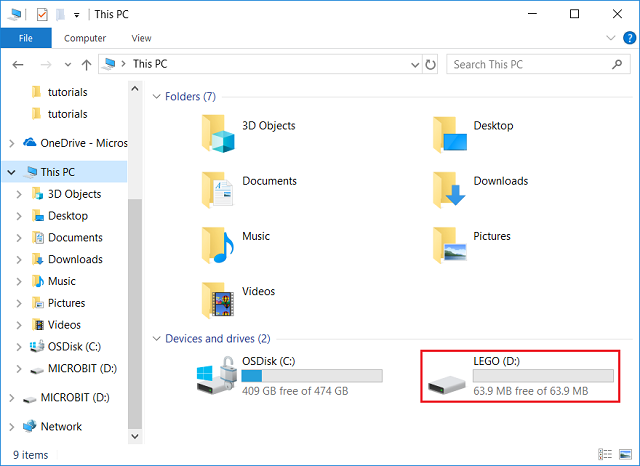 This PC
File
Computer
View
This PC
Search This PC
tutorials
tutorials
OneDrive - Micros
This PC
3D Objects
Desktop
Documents
Downloads
Music
Pictures
Videos
OSDisk (C:)
MICROBIT (D:)
MICROBIT (D:)
Network
Folders (7)
3D Objects
Desktop
Documents
Downloads
Music
Pictures
Videos
Devices and drives (2)
OSDisk (C:)
409 GB free of 474 GB
LEGO (D:)
63.9 MB free of 63.9 MB
9 items